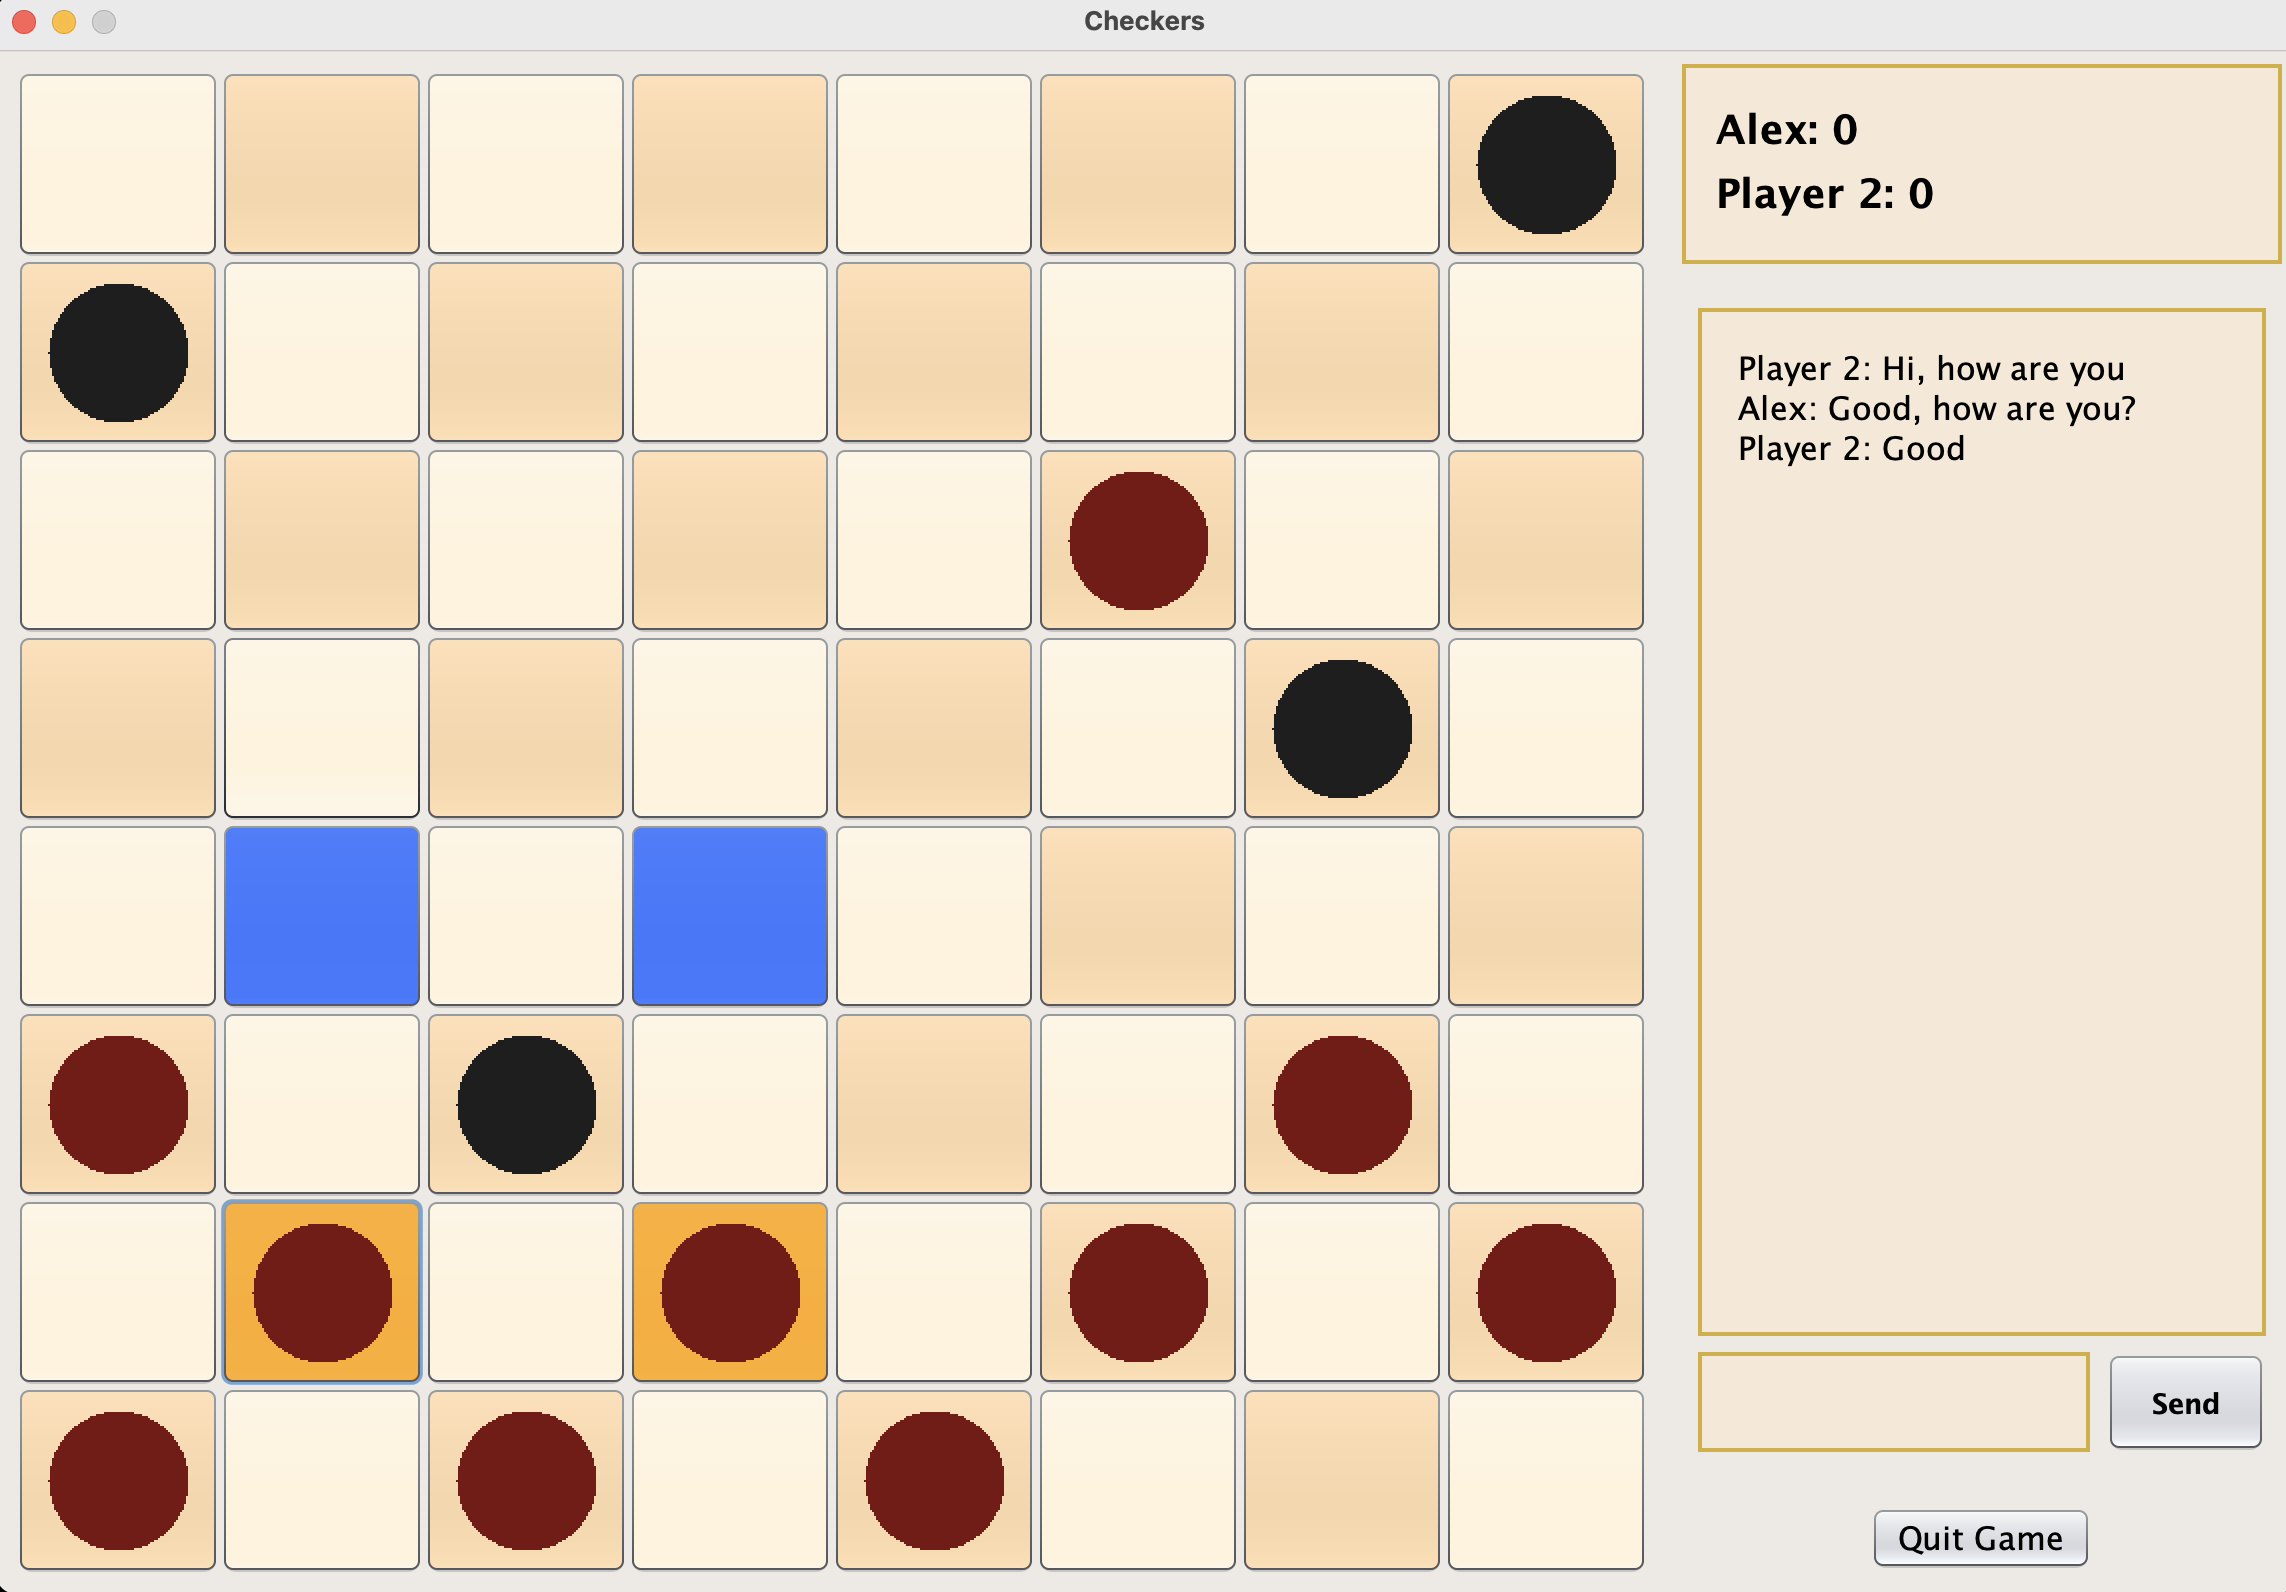 Checkers
Alex: 0
Player 2: 0
Player 2: Hi, how are you
Alex: Good, how are you?
Player 2: Good
Send
Quit Game